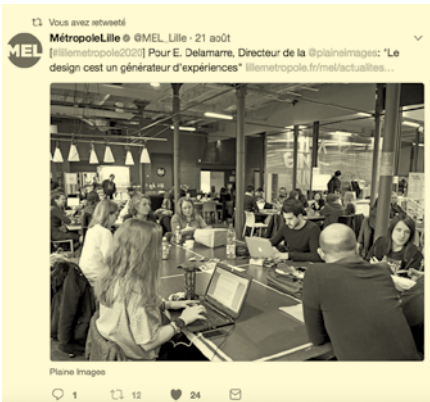 Vous avez retweeté
MétropoleLille @MEL_Lille · 21 août
MEL
[#lillemetropole2020] Pour E. Delamarre, Directeur de la @plaineimages: "Le
design cest un générateur d'expériences" lillemetropole.fr/mel/actualites…
Plaine Images
1 12 24